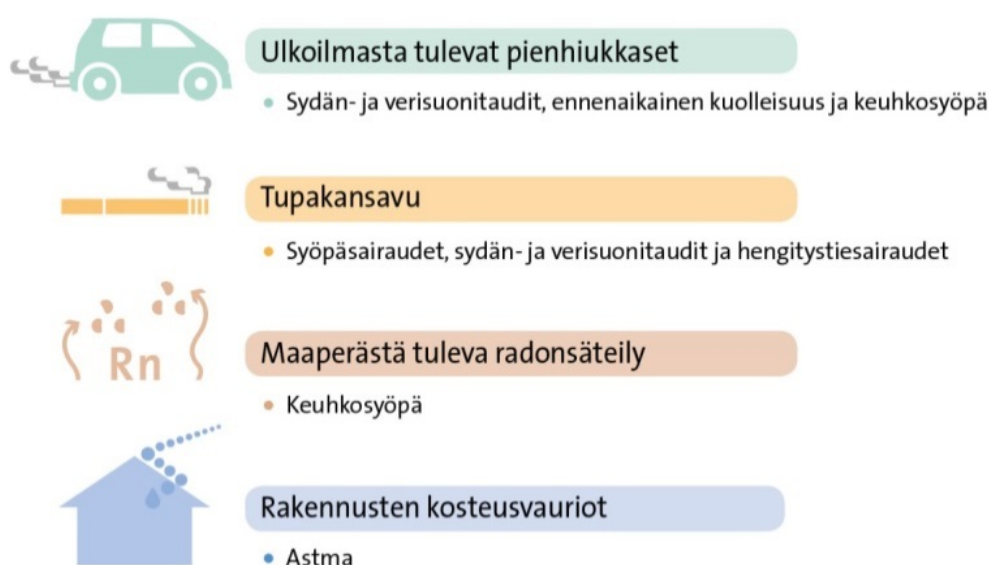 Ulkoilmasta tulevat pienhiukkaset
• Sydän- ja verisuonitaudit, ennenaikainen kuolleisuus ja keuhkosyöpä
Tupakansavu
• Syöpäsairaudet, sydän- ja verisuonitaudit ja hengitystiesairaudet
Rn
Maaperästä tuleva radonsäteily
• Keuhkosyöpä
Rakennusten kosteusvauriot
• Astma